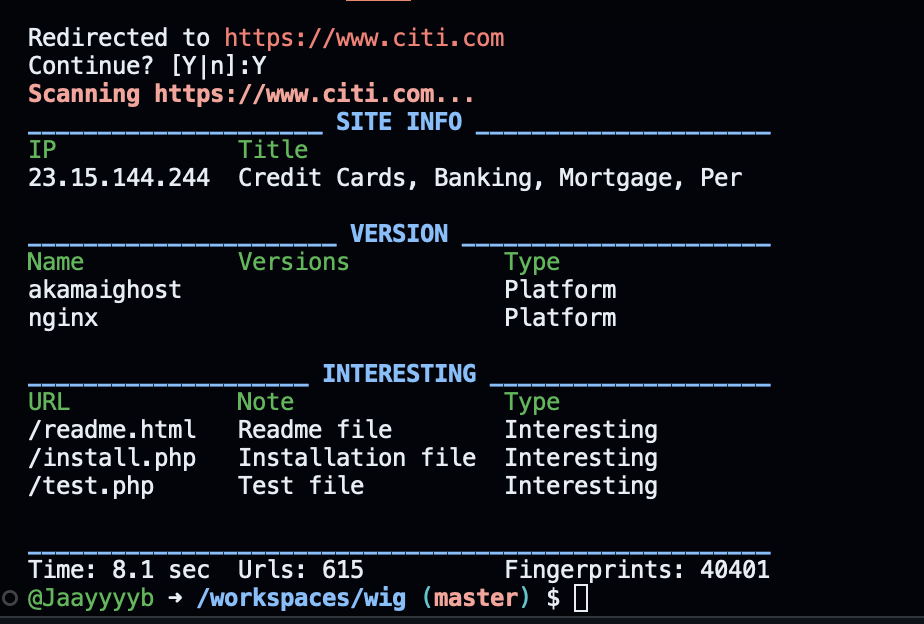 Redirected to https://www.citi.com
Continue? [Y|n]:Y
Scanning https://www.citi.com...
_____________________ SITE INFO _____________________
IP Title
23.15.144.244 Credit Cards, Banking, Mortgage, Per
______________________ VERSION ______________________
Name Versions Type
akamaighost Platform
nginx Platform
____________________ INTERESTING ____________________
URL Note Type
/readme.html Readme file Interesting
/install.php Installation file Interesting
/test.php Test file Interesting
_____________________________________________________
Time: 8.1 sec Urls: 615 Fingerprints: 40401
@Jaayyyyb ➜ /workspaces/wig (master) $